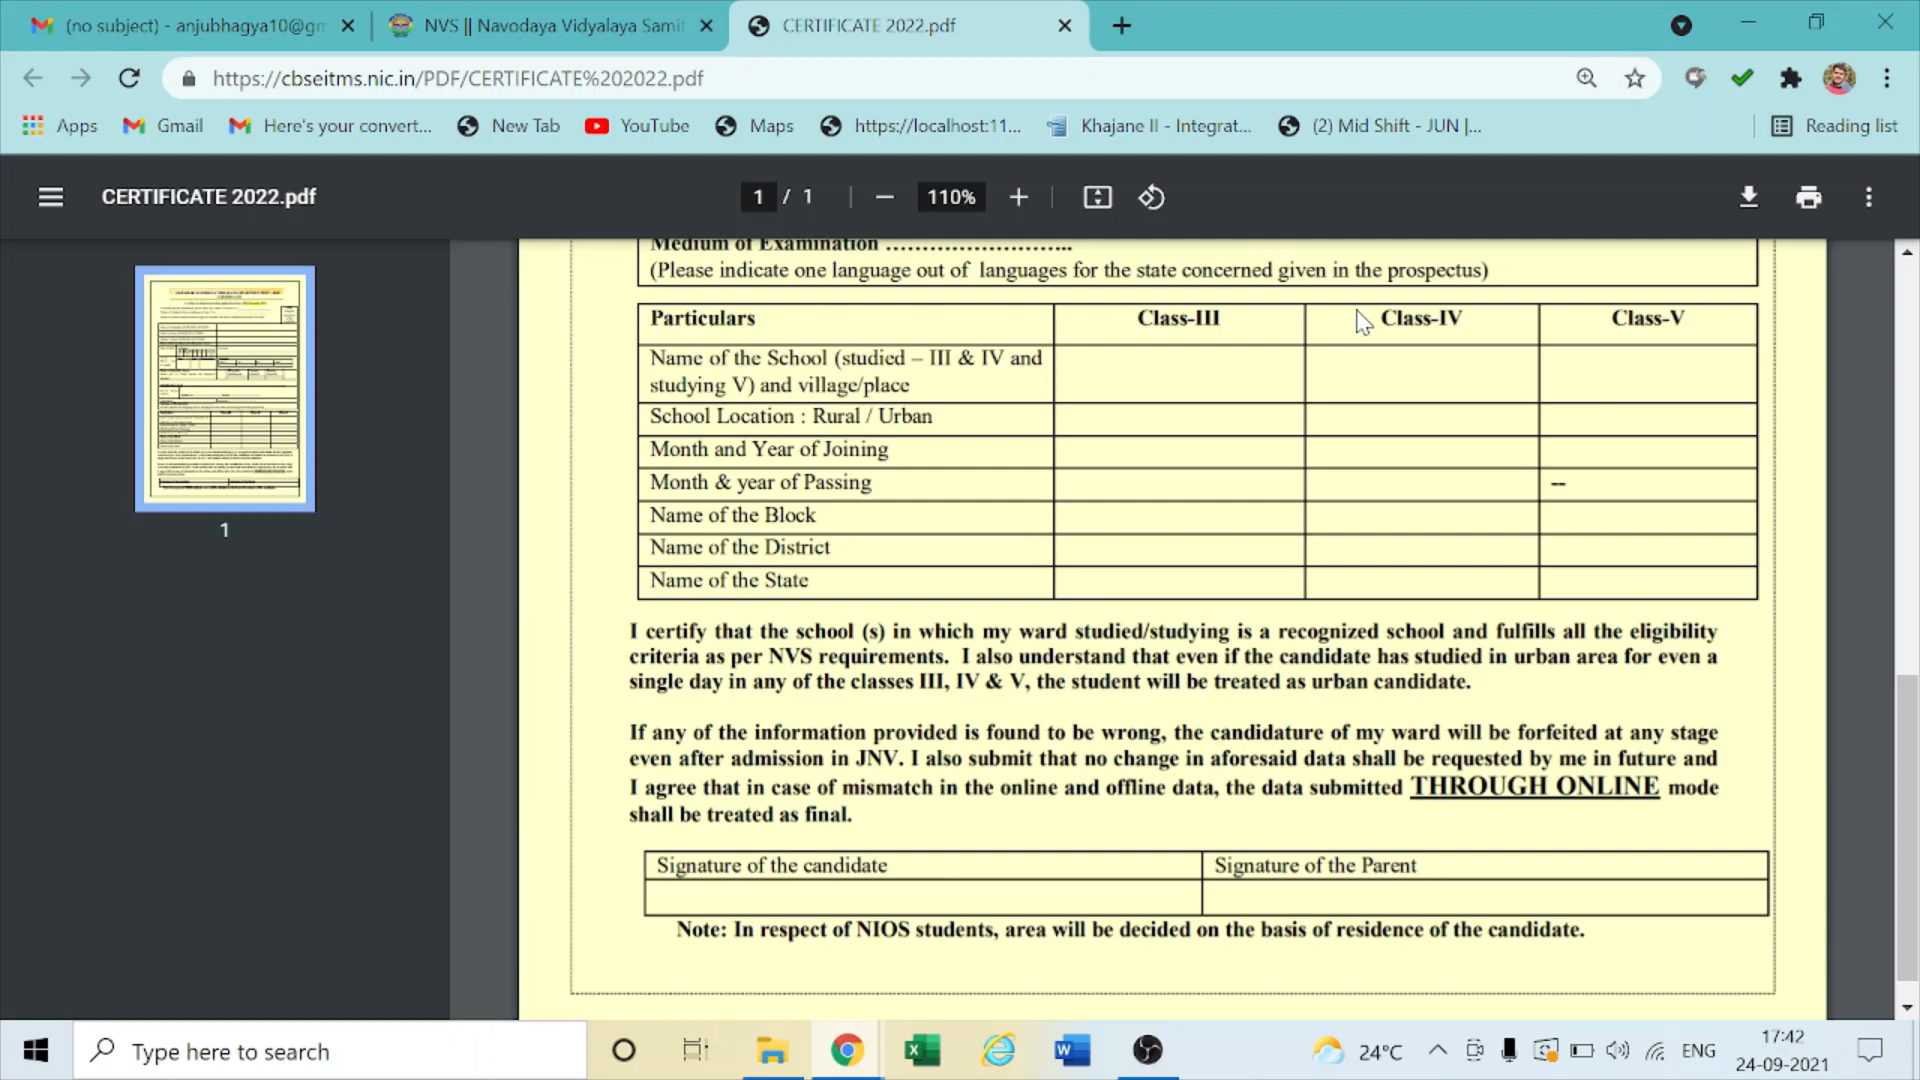 (no subject) - anjubhagya10@gm
NVS || Navodaya Vidyalaya Samit
CERTIFICATE 2022.pdf
https://cbseitms.nic.in/PDF/CERTIFICATE%202022.pdf
Apps
Gmail
Here's your convert...
New Tab
YouTube
Maps
https://localhost:11...
Khajane II - Integrat...
(2) Mid Shift - JUN |...
Reading list
CERTIFICATE 2022.pdf
1 / 1
110%
1
Medium of Examination ……………………..
(Please indicate one language out of languages for the state concerned given in the prospectus)
Particulars Class-III Class-IV Class-V
Name of the School (studied – III & IV and
studying V) and village/place
School Location : Rural / Urban
Month and Year of Joining
Month & year of Passing --
Name of the Block
Name of the District
Name of the State
I certify that the school (s) in which my ward studied/studying is a recognized school and fulfills all the eligibility
criteria as per NVS requirements. I also understand that even if the candidate has studied in urban area for even a
single day in any of the classes III, IV & V, the student will be treated as urban candidate.
If any of the information provided is found to be wrong, the candidature of my ward will be forfeited at any stage
even after admission in JNV. I also submit that no change in aforesaid data shall be requested by me in future and
I agree that in case of mismatch in the online and offline data, the data submitted THROUGH ONLINE mode
shall be treated as final.
Signature of the candidate Signature of the Parent
Note: In respect of NIOS students, area will be decided on the basis of residence of the candidate.
Type here to search
24°C
ENG
17:42
24-09-2021